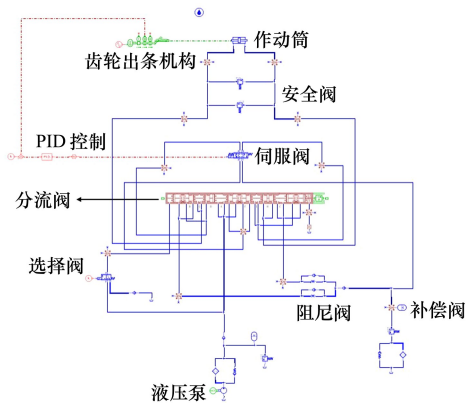 作动筒
齿轮出条机构
安全阀
PID 控制
伺服阀
分流阀
选择阀
阻尼阀
补偿阀
液压泵